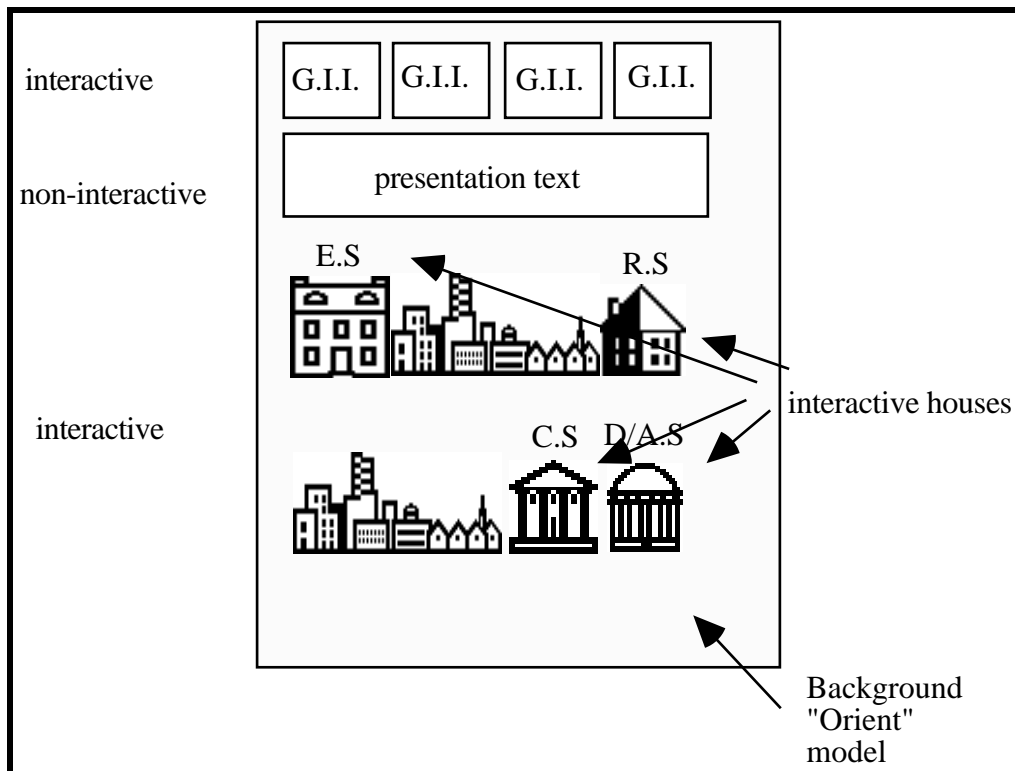 interactive
G.I.I. G.I.I. G.I.I. G.I.I.
non-interactive
presentation text
E.S
R.S
interactive
interactive houses
C.S
D/A.S
Background
"Orient"
model